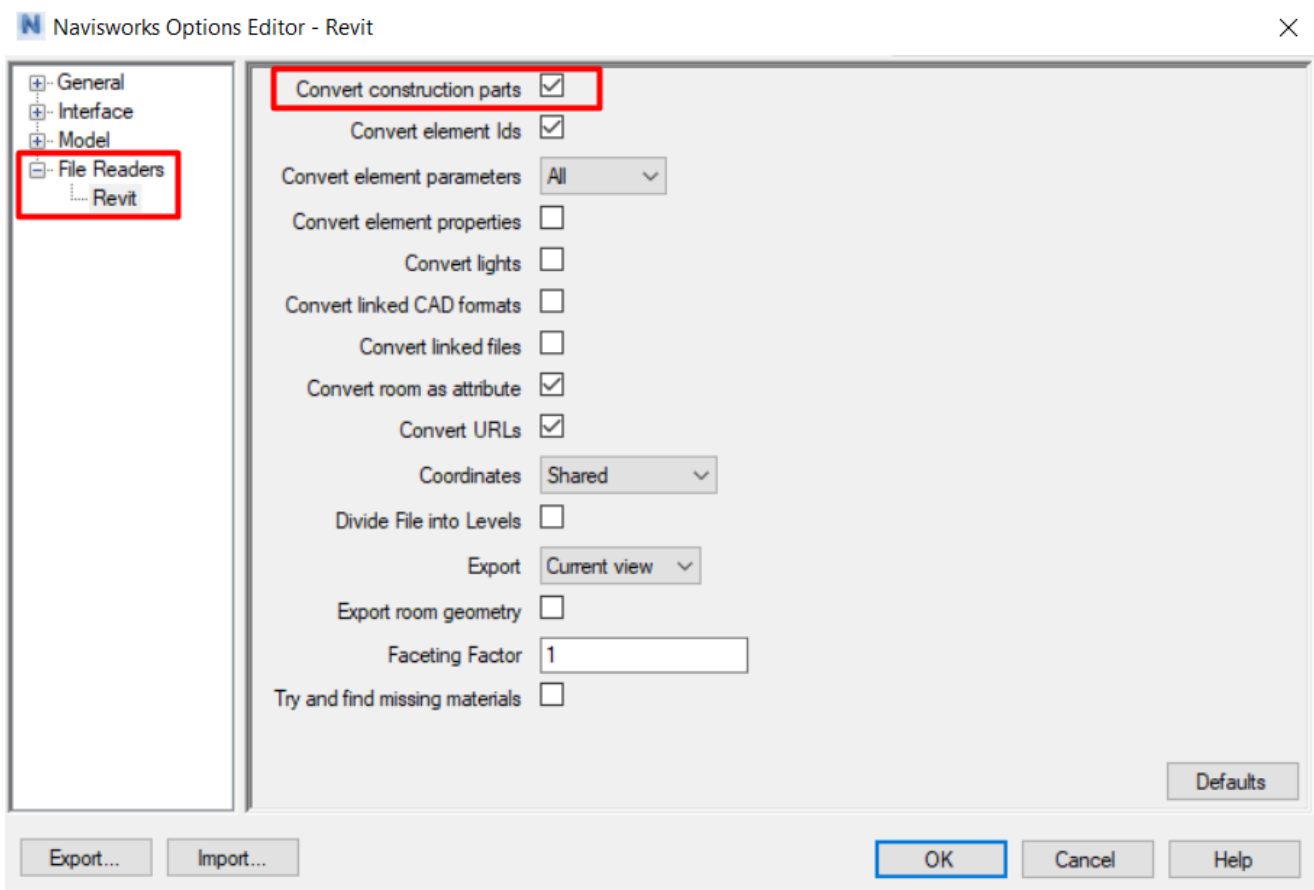 Navisworks Options Editor - Revit
General
Interface
Model
File Readers
Revit
Convert construction parts
Convert element Ids
Convert element parameters All
Convert element properties
Convert lights
Convert linked CAD formats
Convert linked files
Convert room as attribute
Convert URLs
Coordinates Shared
Divide File into Levels
Export Current view
Export room geometry
Faceting Factor 1
Try and find missing materials
Defaults
Export... Import... OK Cancel Help